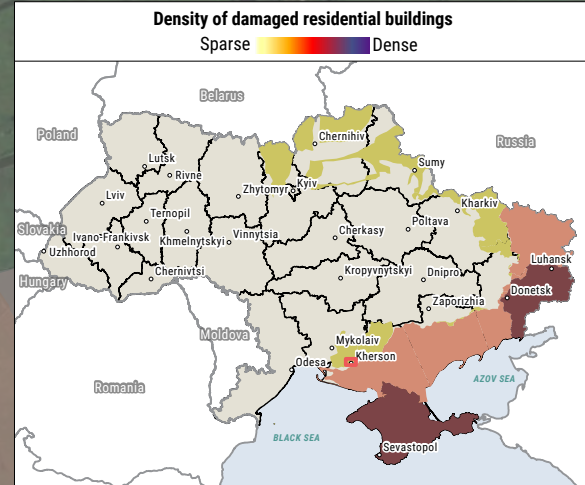 Density of damaged residential buildings
Sparse Dense
Belarus
Poland
Chernihiv
Russia
Lutsk
Sumy
Rivne
Zhytomyr
Kyiv
Lviv
Kharkiv
Ternopil
Poltava
Slovakia
Ivano-Frankivsk
Khmelnytskyi
Vinnytsia
Cherkasy
Uzhhorod
Luhansk
Chernivtsi
Kropyvnytskyi
Dnipro
Hungary
Donetsk
Zaporizhia
Moldova
Mykolaiv
Kherson
Odesa
AZOV SEA
Romania
BLACK SEA
Sevastopol